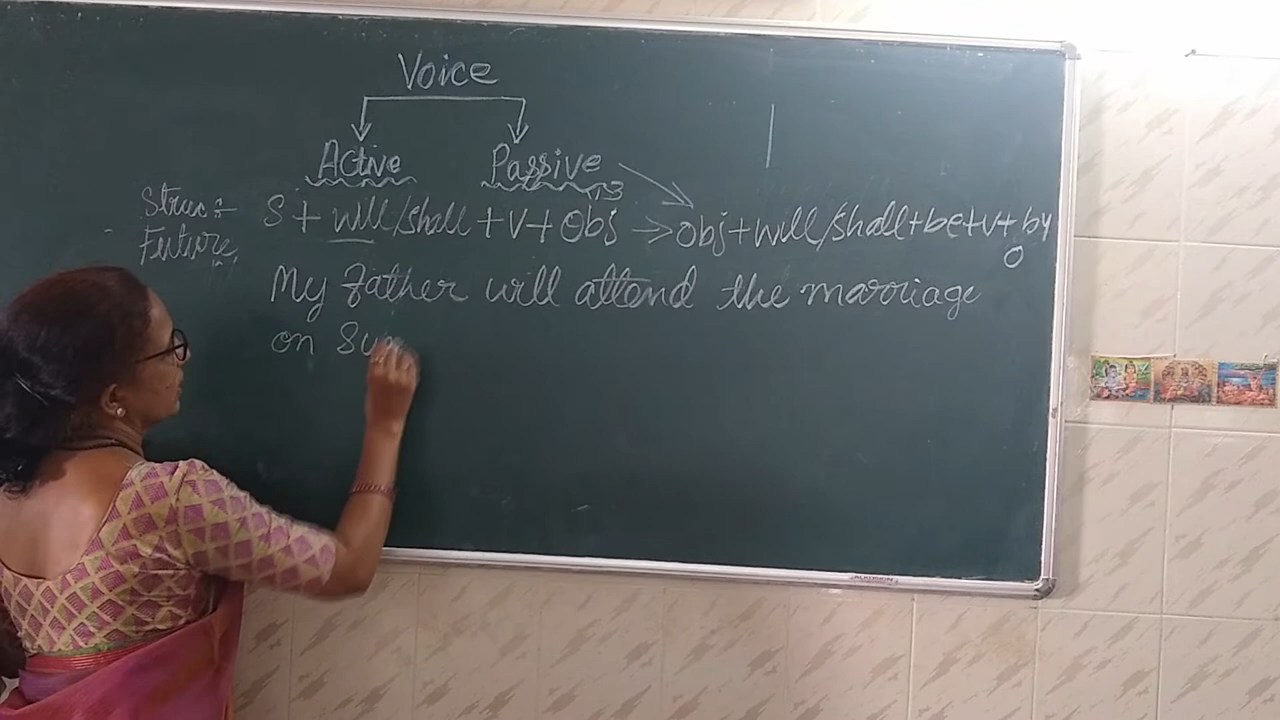 Voice
Active Passive
Struc:- S + will/shall + V + Obj → Obj + will/shall + be + V3 + by
Future, O
My Father will attend the marriage
on Sun